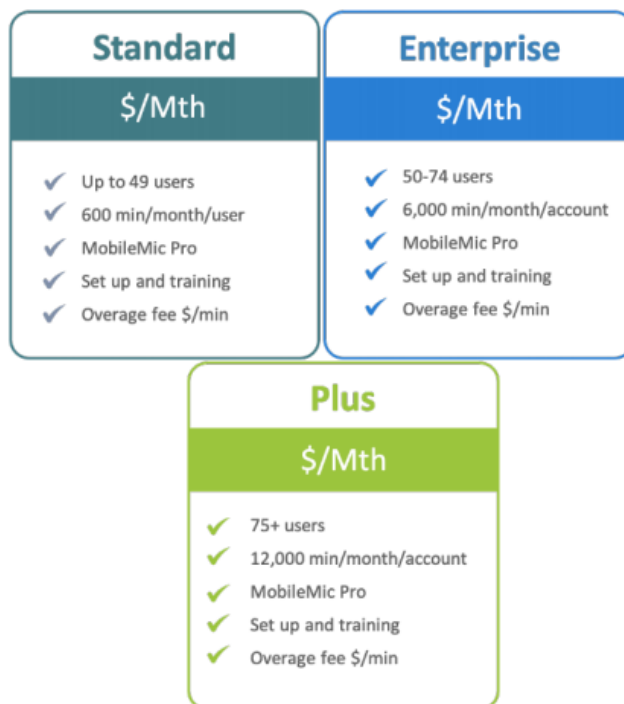 Standard
$/Mth
Up to 49 users
600 min/month/user
MobileMic Pro
Set up and training
Overage fee $/min
Enterprise
$/Mth
50-74 users
6,000 min/month/account
MobileMic Pro
Set up and training
Overage fee $/min
Plus
$/Mth
75+ users
12,000 min/month/account
MobileMic Pro
Set up and training
Overage fee $/min